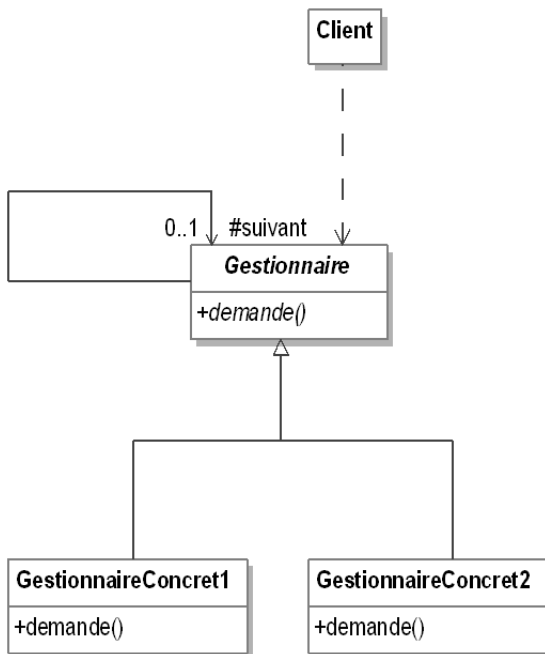 Client
0..1 #suivant
Gestionnaire
+demande()
GestionnaireConcret1
+demande()
GestionnaireConcret2
+demande()